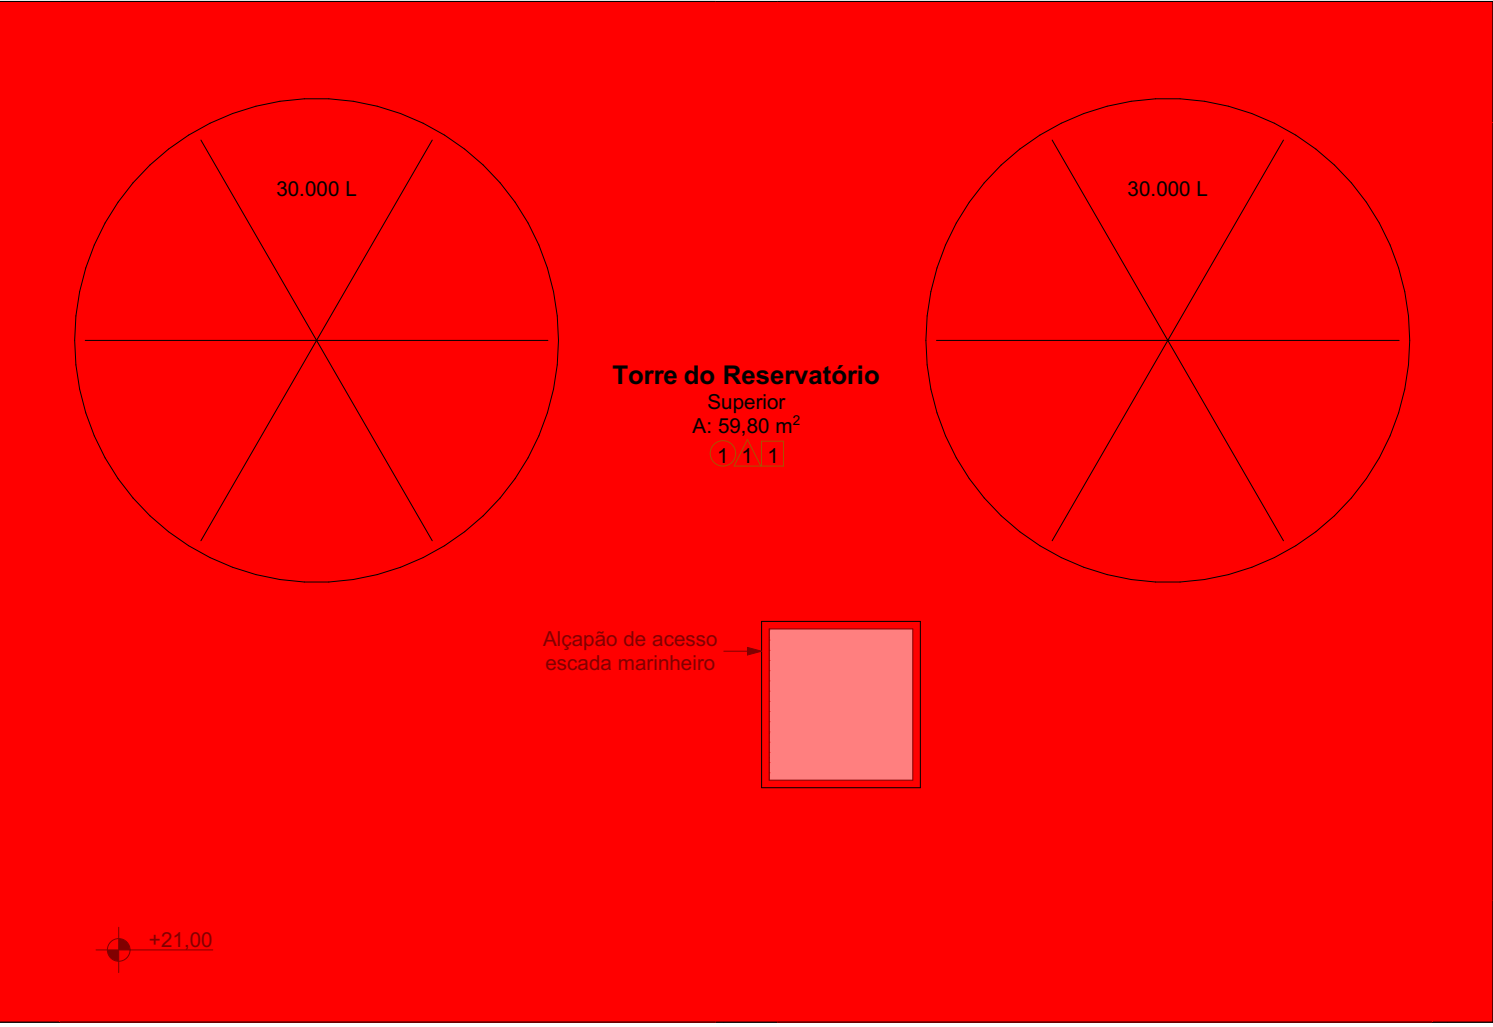 30.000 L
30.000 L
Torre do Reservatório
Superior
A: 59,80 m²
1 1 1
Alçapão de acesso
escada marinheiro
+21,00